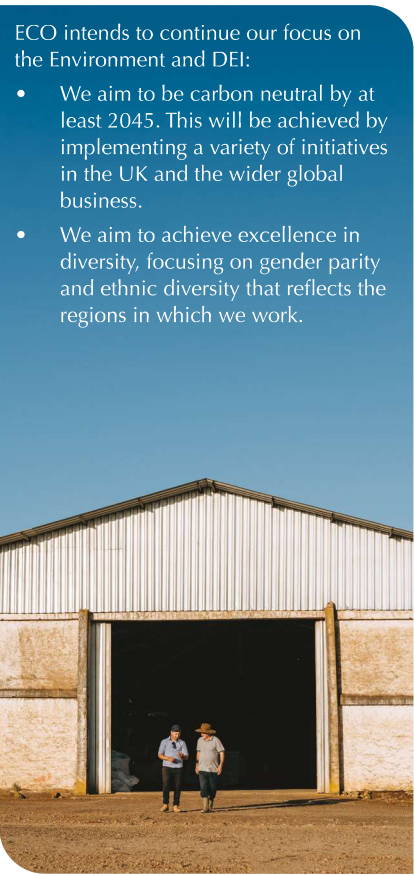 ECO intends to continue our focus on
the Environment and DEI:
• We aim to be carbon neutral by at
least 2045. This will be achieved by
implementing a variety of initiatives
in the UK and the wider global
business.
• We aim to achieve excellence in
diversity, focusing on gender parity
and ethnic diversity that reflects the
regions in which we work.